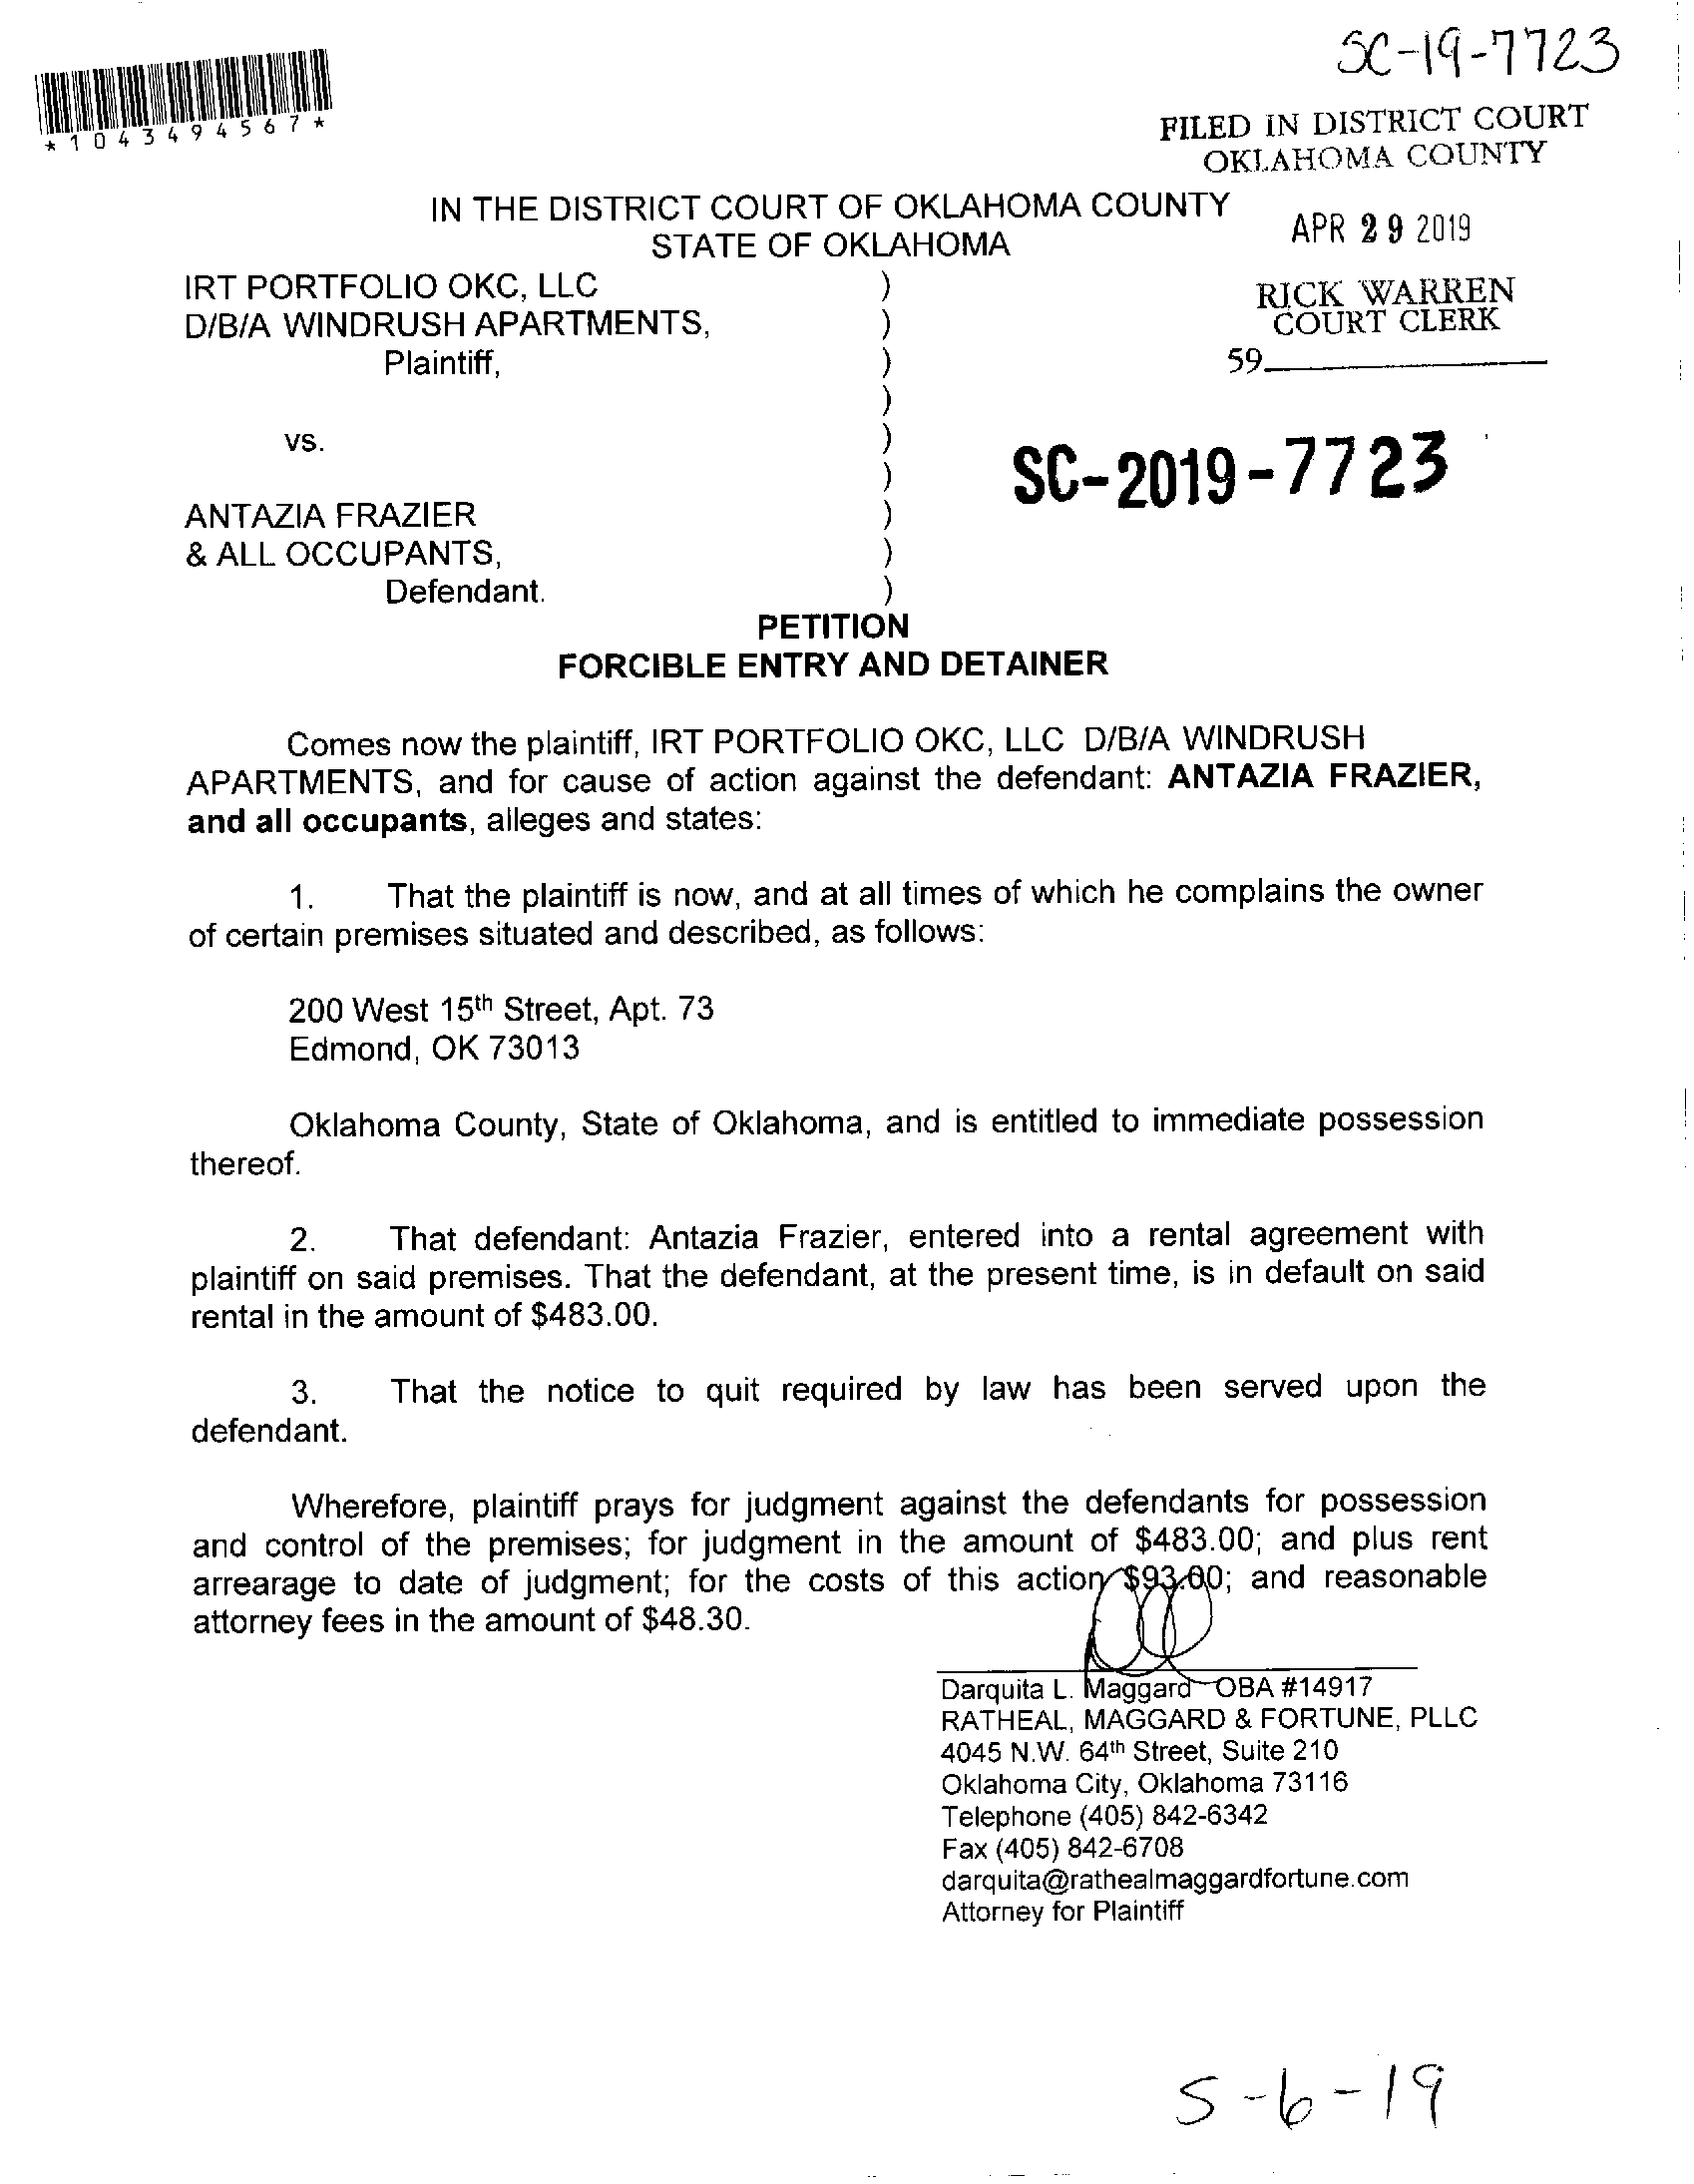 SC-19-7723
*1043494567*
FILED IN DISTRICT COURT
OKLAHOMA COUNTY
IN THE DISTRICT COURT OF OKLAHOMA COUNTY
STATE OF OKLAHOMA
APR 29 2019
IRT PORTFOLIO OKC, LLC )
D/B/A WINDRUSH APARTMENTS, )
Plaintiff, )
)
vs. )
)
ANTAZIA FRAZIER )
& ALL OCCUPANTS, )
Defendant. )
RICK WARREN
COURT CLERK
59
SC-2019-7723
PETITION
FORCIBLE ENTRY AND DETAINER
Comes now the plaintiff, IRT PORTFOLIO OKC, LLC D/B/A WINDRUSH
APARTMENTS, and for cause of action against the defendant: ANTAZIA FRAZIER,
and all occupants, alleges and states:
1. That the plaintiff is now, and at all times of which he complains the owner
of certain premises situated and described, as follows:
200 West 15th Street, Apt. 73
Edmond, OK 73013
Oklahoma County, State of Oklahoma, and is entitled to immediate possession
thereof.
2. That defendant: Antazia Frazier, entered into a rental agreement with
plaintiff on said premises. That the defendant, at the present time, is in default on said
rental in the amount of $483.00.
3. That the notice to quit required by law has been served upon the
defendant.
Wherefore, plaintiff prays for judgment against the defendants for possession
and control of the premises; for judgment in the amount of $483.00; and plus rent
arrearage to date of judgment; for the costs of this action $93.00; and reasonable
attorney fees in the amount of $48.30.
Darquita L. Maggard OBA #14917
RATHEAL, MAGGARD & FORTUNE, PLLC
4045 N.W. 64th Street, Suite 210
Oklahoma City, Oklahoma 73116
Telephone (405) 842-6342
Fax (405) 842-6708
darquita@rathealmaggardfortune.com
Attorney for Plaintiff
5-6-19